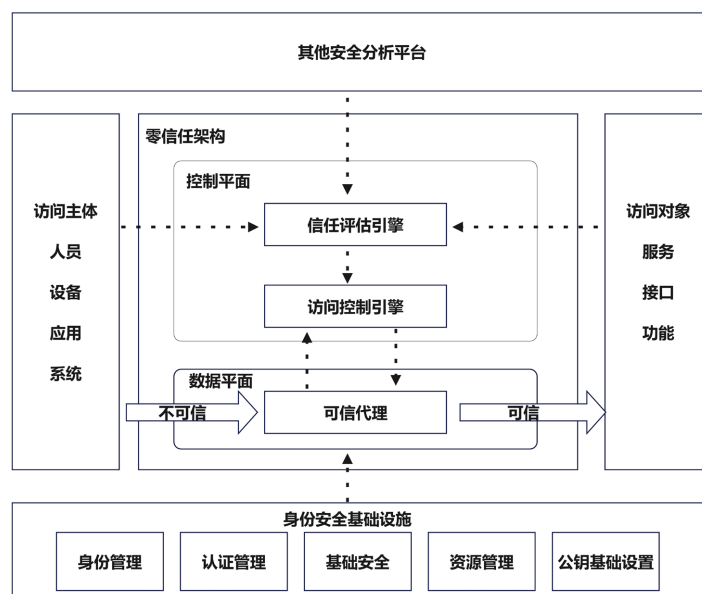 其他安全分析平台
零信任架构
控制平面
访问主体
人员
设备
应用
系统
信任评估引擎
访问控制引擎
访问对象
服务
接口
功能
数据平面
不可信
可信代理
可信
身份安全基础设施
身份管理
认证管理
基础安全
资源管理
公钥基础设置